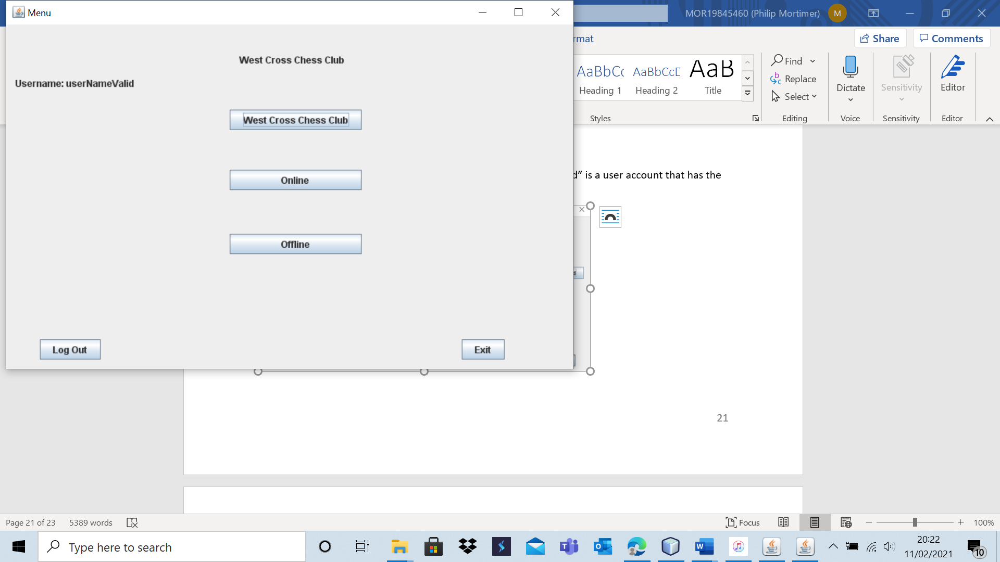 Menu
West Cross Chess Club
Username: userNameValid
West Cross Chess Club
Online
Offline
Log Out
Exit
MOR19845460 (Philip Mortimer)
M
rmat
Share
Comments
AaBbCc
AaBbCcD
AaB
Heading 1
Heading 2
Title
Styles
Find
Replace
Select
Editing
Dictate
Voice
Sensitivity
Sensitivity
Editor
Editor
d” is a user account that has the
21
Page 21 of 23
5389 words
Focus
100%
Type here to search
20:22
11/02/2021
10